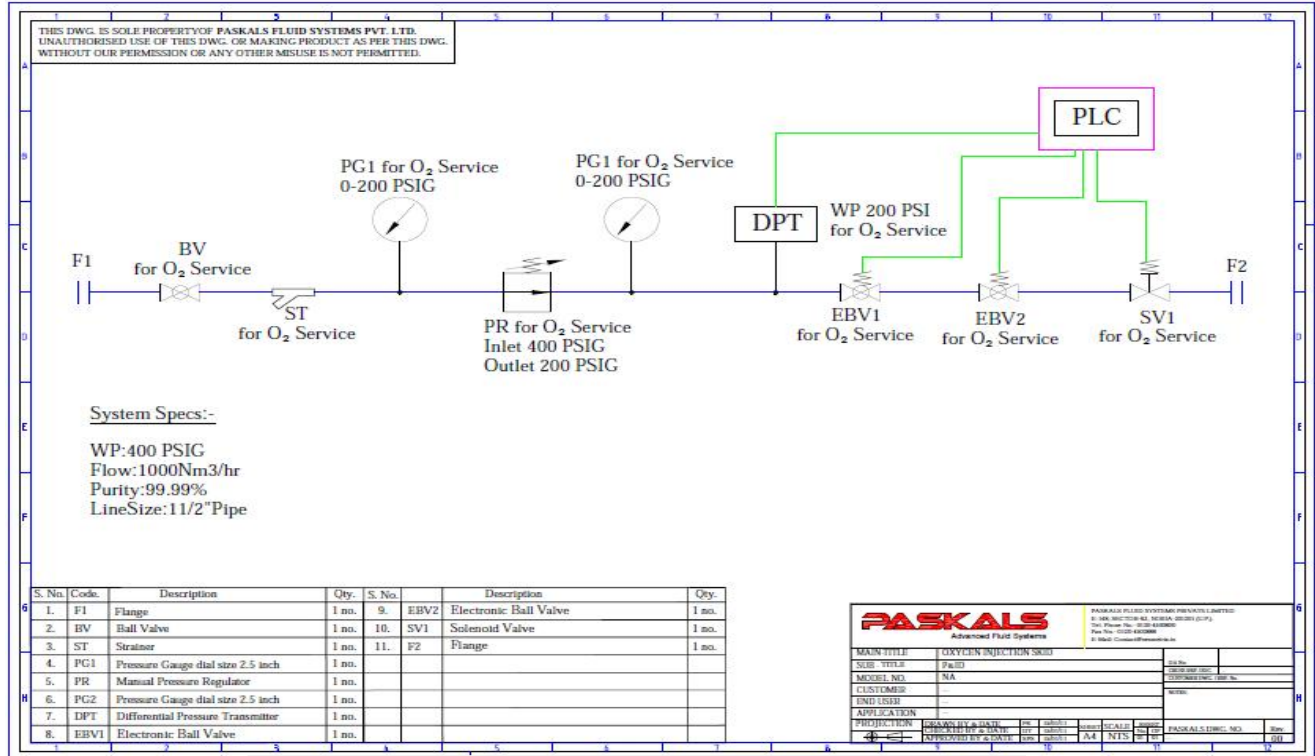 THIS DWG. IS SOLE PROPERTYOF PASKALS FLUID SYSTEMS PVT. LTD.
UNAUTHORISED USE OF THIS DWG. OR MAKING PRODUCT AS PER THIS DWG.
WITHOUT OUR PERMISSION OR ANY OTHER MISUSE IS NOT PERMITTED.
PLC
PG1 for O₂ Service
0-200 PSIG
PG1 for O₂ Service
0-200 PSIG
DPT
WP 200 PSI
for O₂ Service
F1
BV
for O₂ Service
ST
for O₂ Service
PR for O₂ Service
Inlet 400 PSIG
Outlet 200 PSIG
EBV1
for O₂ Service
EBV2
for O₂ Service
SV1
for O₂ Service
F2
System Specs:-
WP:400 PSIG
Flow:1000Nm3/hr
Purity:99.99%
LineSize:11/2"Pipe
S. No. Code. Description Qty. S. No. Description Qty.
1. F1 Flange 1 no. 9. EBV2 Electronic Ball Valve 1 no.
2. BV Ball Valve 1 no. 10. SV1 Solenoid Valve 1 no.
3. ST Strainer 1 no. 11. F2 Flange 1 no.
4. PG1 Pressure Gauge dial size 2.5 inch 1 no.
5. PR Manual Pressure Regulator 1 no.
6. PG2 Pressure Gauge dial size 2.5 inch 1 no.
7. DPT Differential Pressure Transmitter 1 no.
8. EBV1 Electronic Ball Valve 1 no.
PASKALS
Advanced Fluid Systems
PASKALS FLUID SYSTEMS PRIVATE LIMITED
MAIN-TITLE OXYGEN INJECTION SKID
SUB - TITLE P&ID
MODEL NO. NA
CUSTOMER --
END USER --
APPLICATION --
PROJECTION
DRAWN BY & DATE
CHECKED BY & DATE
APPROVED BY & DATE
SHEET A4
SCALE NTS
PASKALS DWG. NO.
Rev. 00